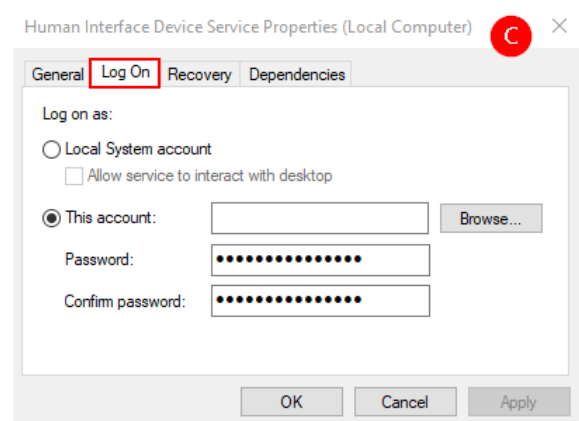 Human Interface Device Service Properties (Local Computer)
C
General Log On Recovery Dependencies
Log on as:
Local System account
Allow service to interact with desktop
This account:
Browse...
Password: •••••••••••••••
Confirm password: •••••••••••••••
OK Cancel Apply